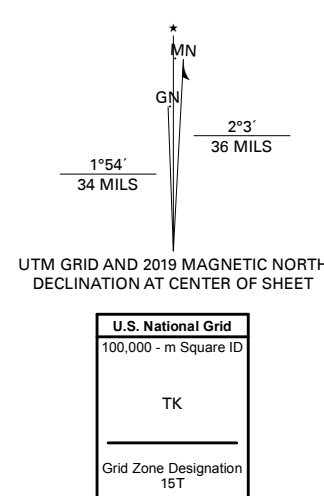 ★
MN
GN
2°3´
36 MILS
1°54´
34 MILS
UTM GRID AND 2019 MAGNETIC NORTH
DECLINATION AT CENTER OF SHEET
U.S. National Grid
100,000 - m Square ID
TK
Grid Zone Designation
15T